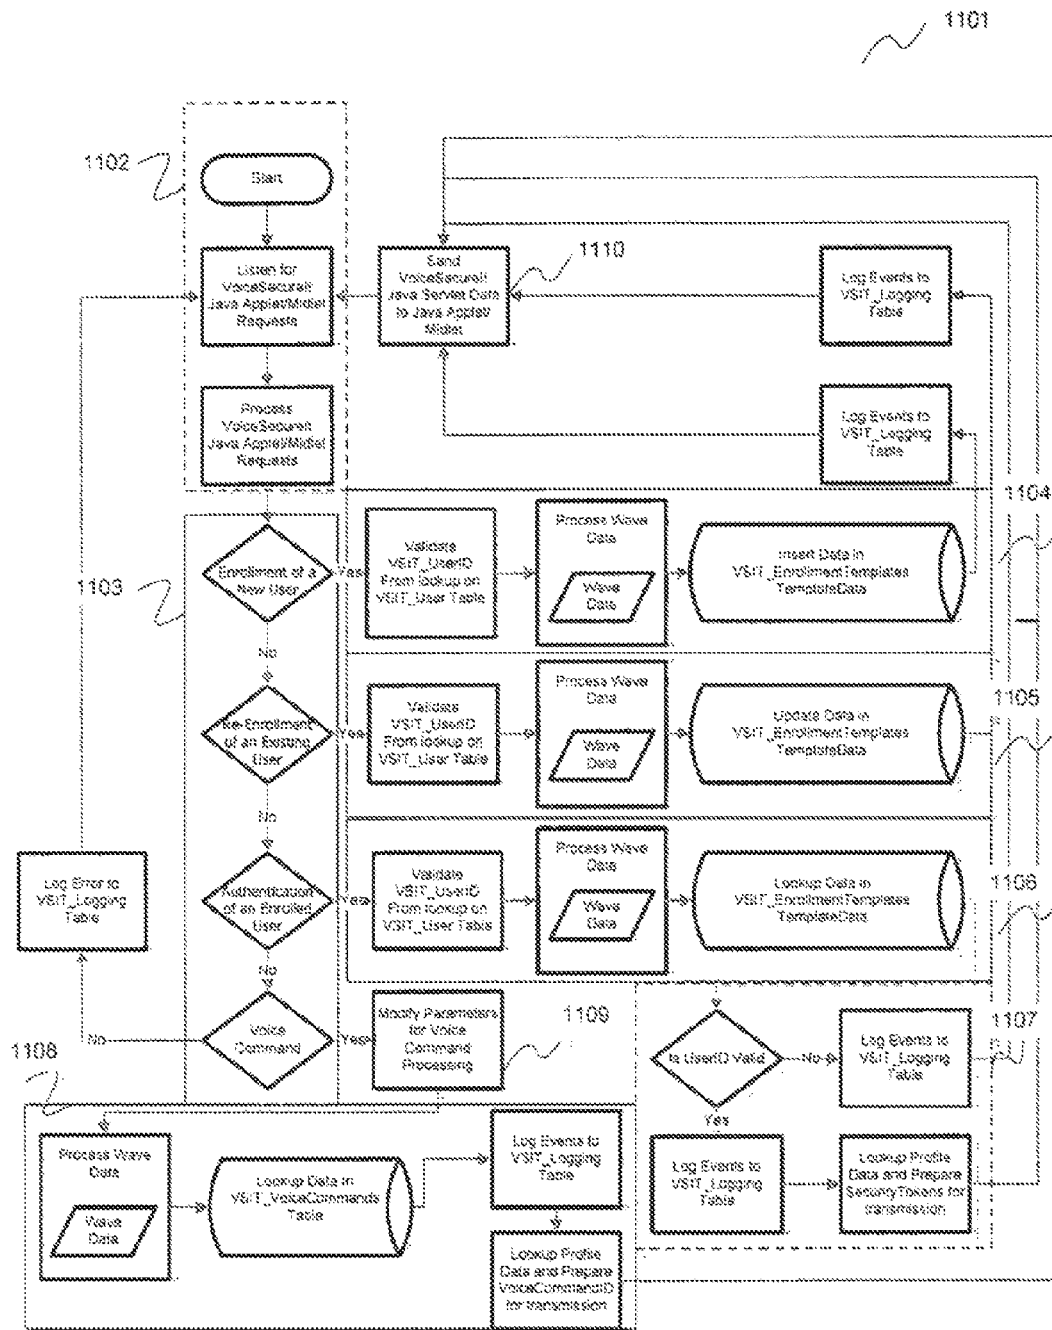 1101
1102
Start
Listen for
VoiceSecureIt
Java Applet/Midlet
Requests
Send
VoiceSecureIt
Java Servlet Data
to Java Applet/
Midlet
1110
Log Events to
VSIT_Logging
Table
Process
VoiceSecureIt
Java Applet/Midlet
Requests
Log Events to
VSIT_Logging
Table
1103
Enrollment of a
New User
Yes
Validate
VSIT_UserID
From lookup on
VSIT_User Table
Process Wave
Data
Wave
Data
Insert Data in
VSIT_EnrollmentTemplates
TemplateData
1104
No
Re-Enrollment
of an Existing
User
Yes
Validate
VSIT_UserID
From lookup on
VSIT_User Table
Process Wave
Data
Wave
Data
Update Data in
VSIT_EnrollmentTemplates
TemplateData
1105
No
Log Error to
VSIT_Logging
Table
Authentication
of an Enrolled
User
Yes
Validate
VSIT_UserID
From lookup on
VSIT_User Table
Process Wave
Data
Wave
Data
Lookup Data in
VSIT_EnrollmentTemplates
TemplateData
1106
No
No
Voice
Command
Yes
Modify Parameters
for Voice
Command
Processing
1109
Is UserID Valid
No
Log Events to
VSIT_Logging
Table
1107
Yes
1108
Process Wave
Data
Wave
Data
Lookup Data in
VSIT_VoiceCommands
Table
Log Events to
VSIT_Logging
Table
Log Events to
VSIT_Logging
Table
Lookup Profile
Data and Prepare
SecurityTokens for
transmission
Lookup Profile
Data and Prepare
VoiceCommandID
for transmission